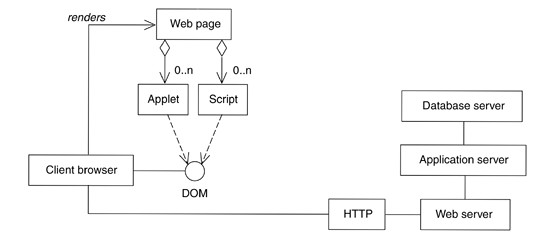 renders
Web page
0..n
0..n
Applet
Script
Database server
Client browser
DOM
Application server
HTTP
Web server